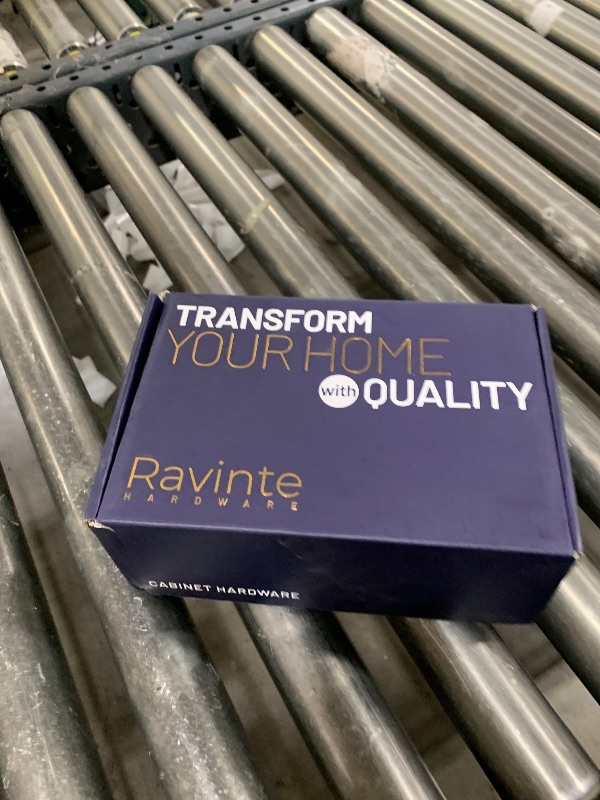 TRANSFORM
YOUR HOME
with QUALITY
Ravinte
HARDWARE
CABINET HARDWARE